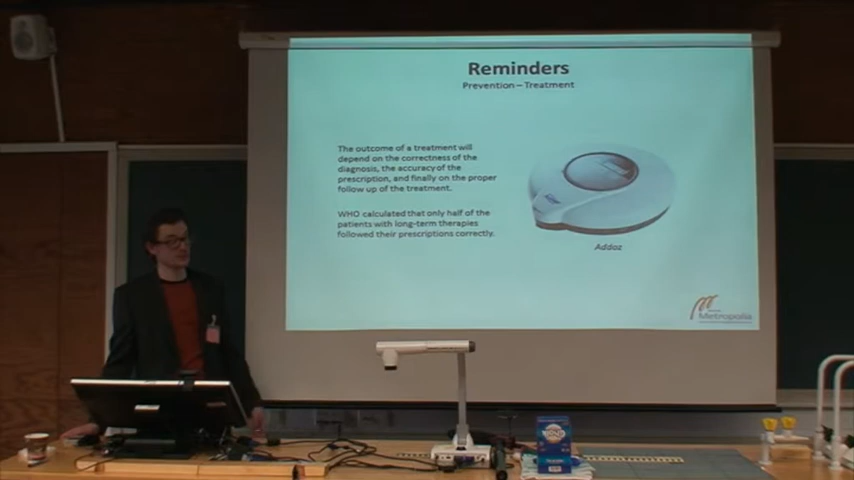 Reminders
Prevention – Treatment
The outcome of a treatment will
depend on the correctness of the
diagnosis, the accuracy of the
prescription, and finally on the proper
follow up of the treatment.
WHO calculated that only half of the
patients with long-term therapies
followed their prescriptions correctly.
Addoz
Metropolia